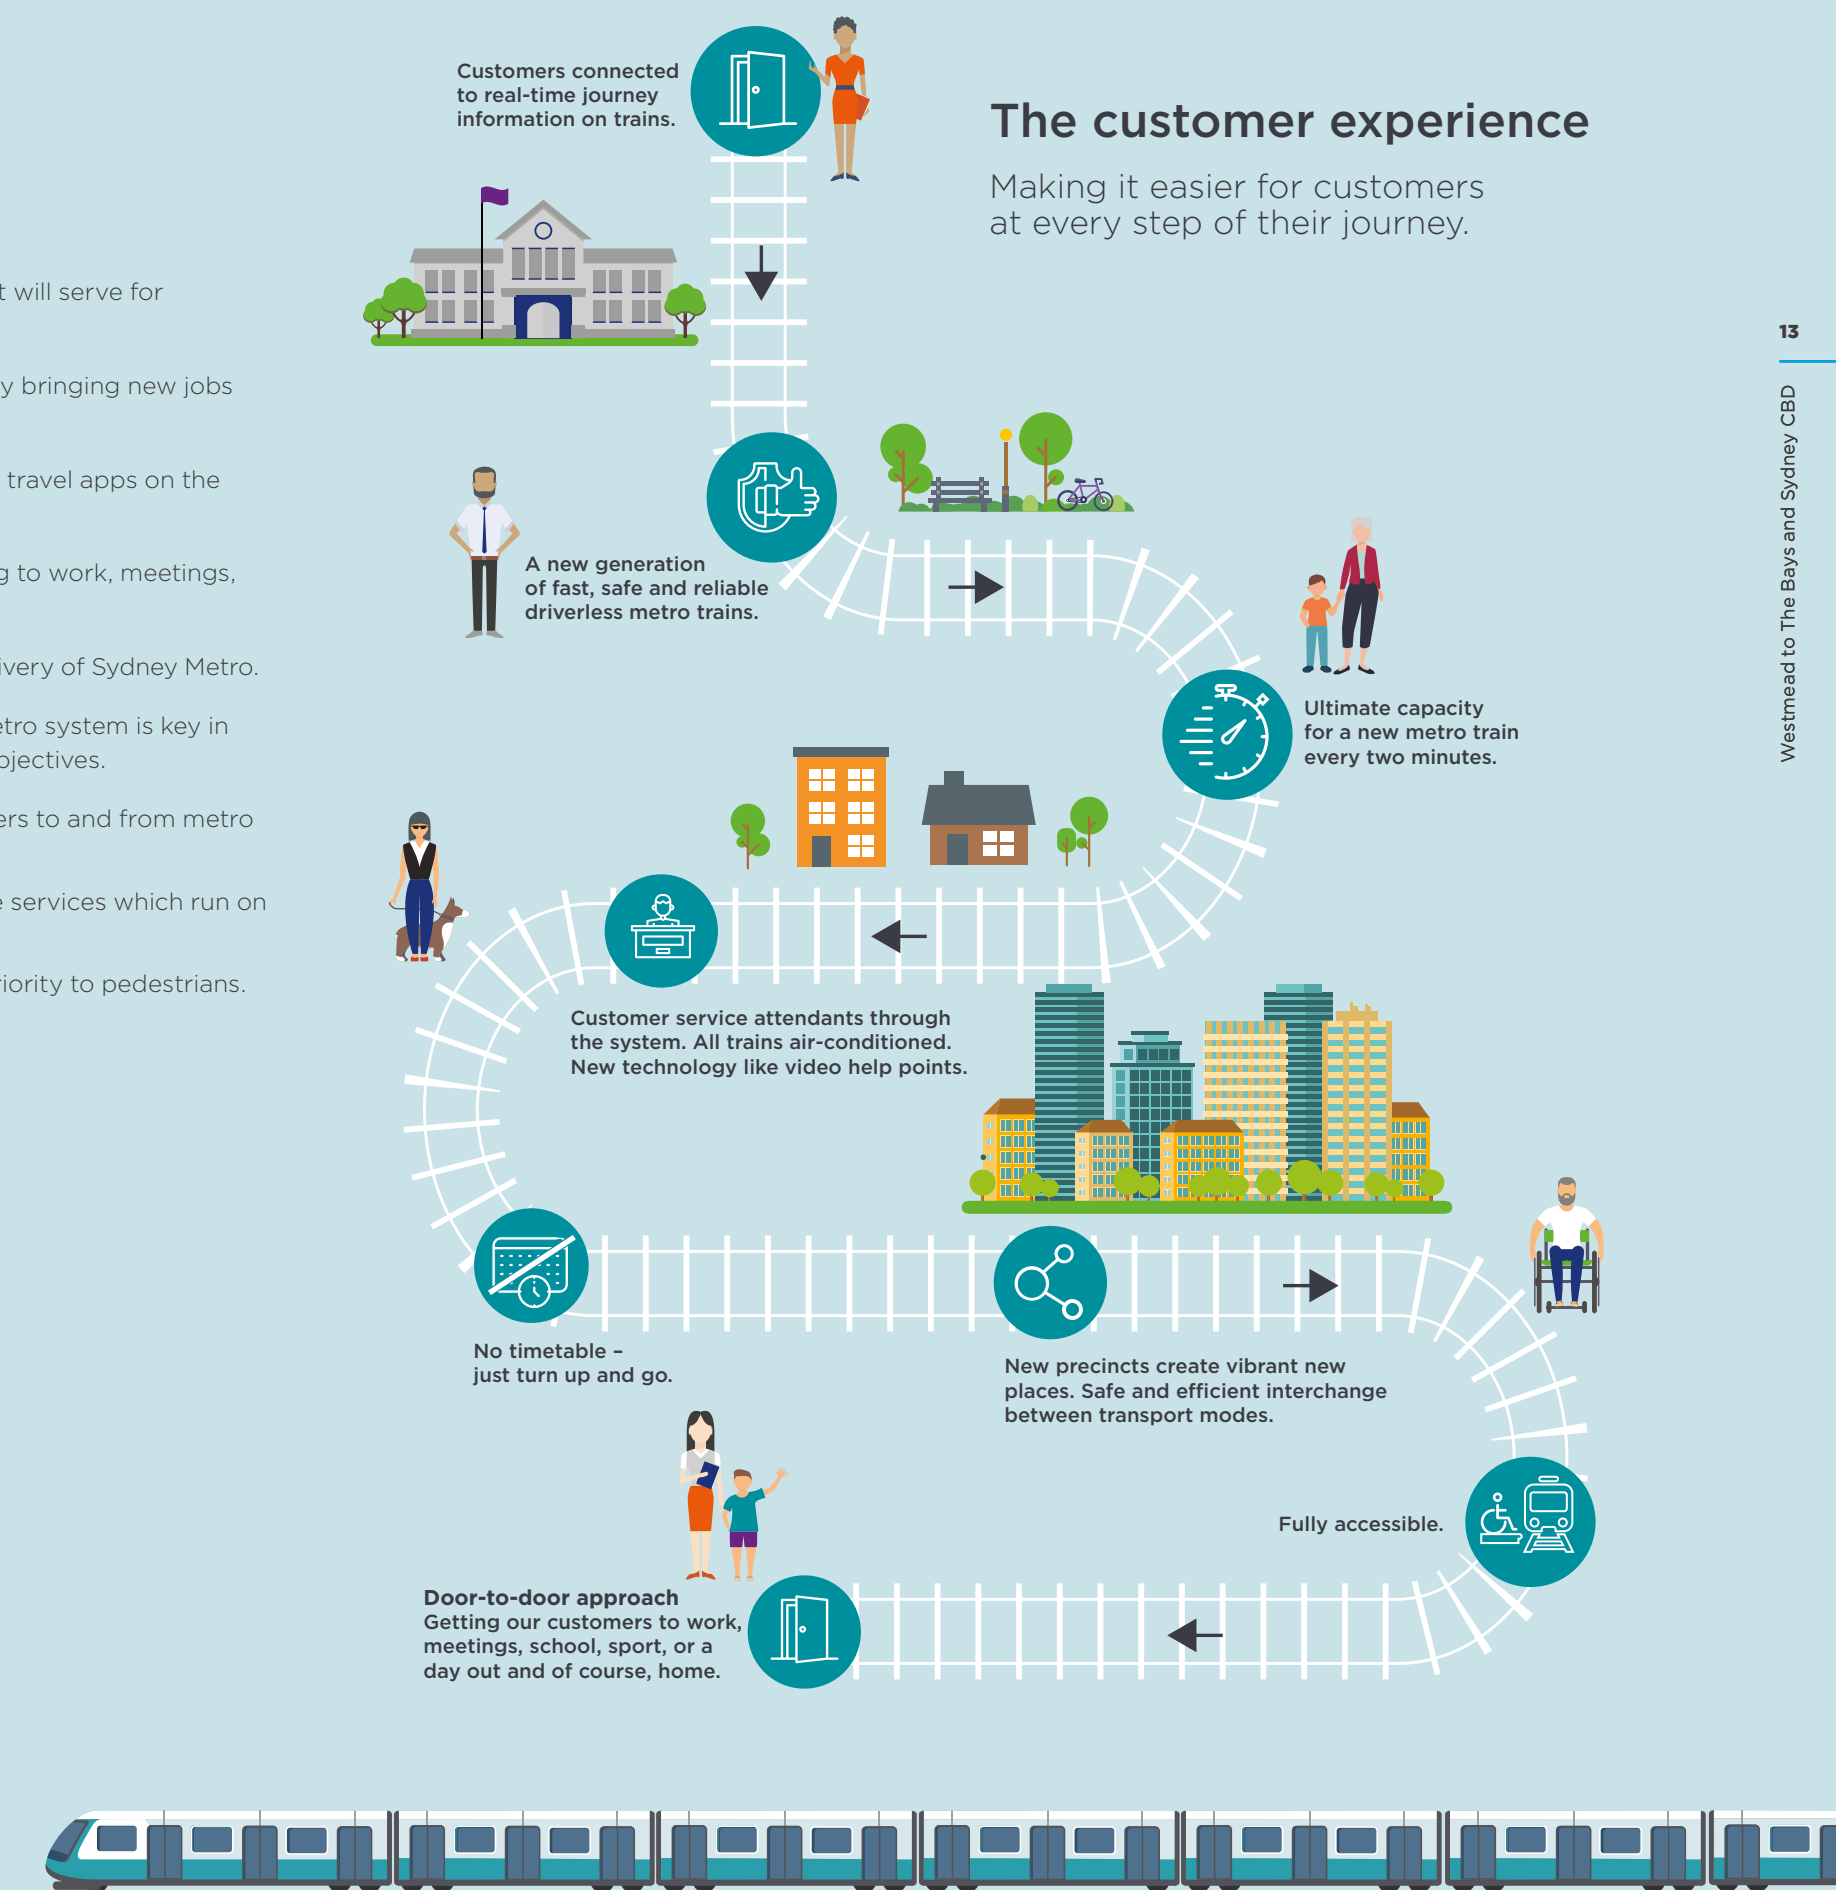 Customers connected
to real-time journey
information on trains.
The customer experience
Making it easier for customers
at every step of their journey.
t will serve for
y bringing new jobs
travel apps on the
g to work, meetings,
ivery of Sydney Metro.
etro system is key in
bjectives.
ers to and from metro
e services which run on
riority to pedestrians.
13
Westmead to The Bays and Sydney CBD
A new generation
of fast, safe and reliable
driverless metro trains.
Ultimate capacity
for a new metro train
every two minutes.
Customer service attendants through
the system. All trains air-conditioned.
New technology like video help points.
No timetable –
just turn up and go.
New precincts create vibrant new
places. Safe and efficient interchange
between transport modes.
Fully accessible.
Door-to-door approach
Getting our customers to work,
meetings, school, sport, or a
day out and of course, home.